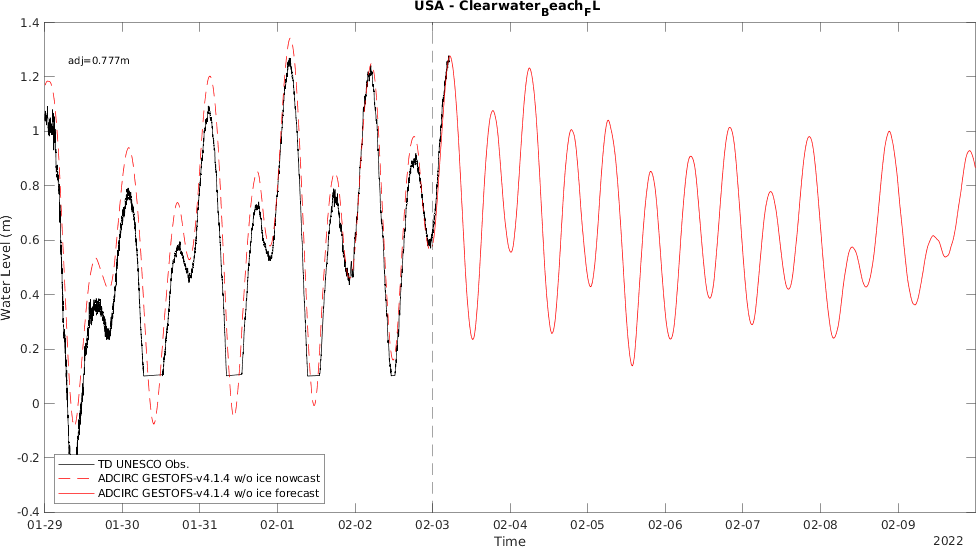 USA - Clearwater_Beach_FL
1.4
1.2
1
0.8
0.6
0.4
0.2
0
-0.2
-0.4
Water Level (m)
adj=0.777m
TD UNESCO Obs.
ADCIRC GESTOFS-v4.1.4 w/o ice nowcast
ADCIRC GESTOFS-v4.1.4 w/o ice forecast
01-29 01-30 01-31 02-01 02-02 02-03 02-04 02-05 02-06 02-07 02-08 02-09
Time
2022